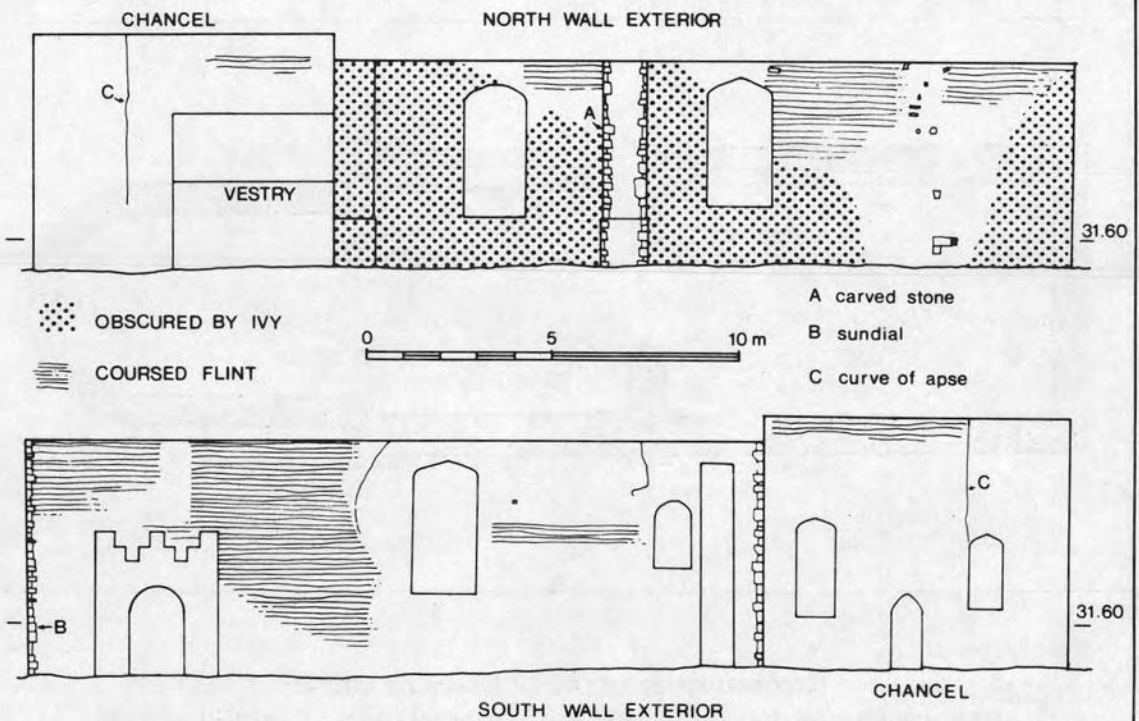 CHANCEL
NORTH WALL EXTERIOR
C
A
VESTRY
31.60
OBSCURED BY IVY
COURSED FLINT
0 5 10 m
A carved stone
B sundial
C curve of apse
C
B
31.60
CHANCEL
SOUTH WALL EXTERIOR